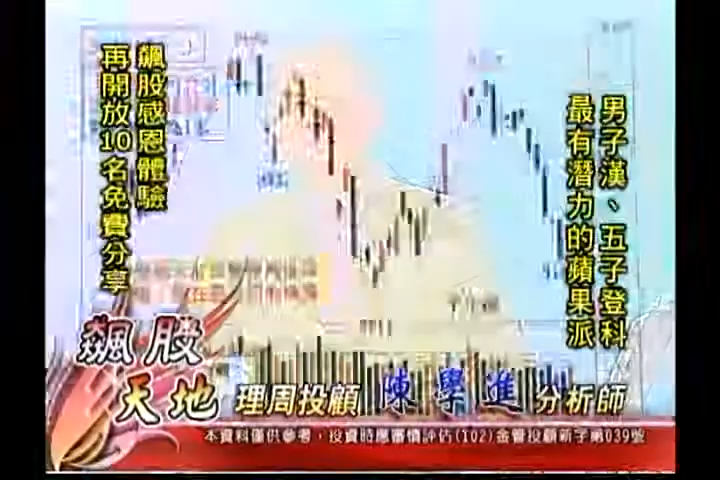 飆股感恩體驗
再開放10名免費分享
男子漢、五子登科
最有潛力的蘋果派
飆股
天地
理周投顧 陳學進 分析師
本資料僅供參考，投資時應審慎評估(102)金管投顧新字第039號